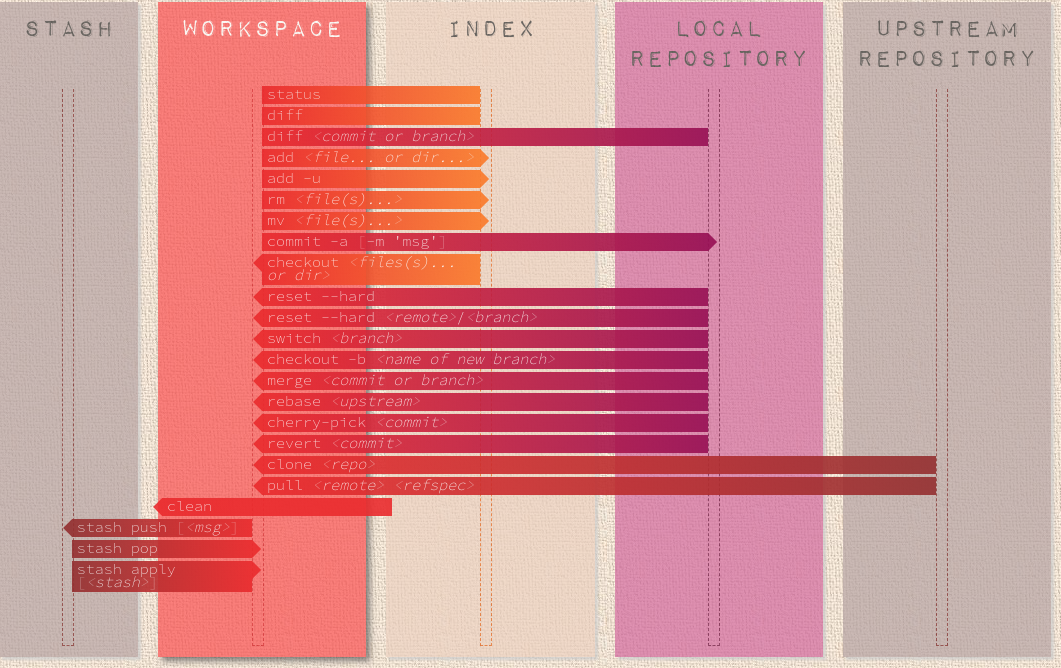 STASH
WORKSPACE
INDEX
LOCAL
REPOSITORY
UPSTREAM
REPOSITORY
status
diff
diff <commit or branch>
add <file... or dir...>
add -u
rm <file(s)...>
mv <file(s)...>
commit -a [-m 'msg']
checkout <files(s)...
or dir>
reset --hard
reset --hard <remote>/<branch>
switch <branch>
checkout -b <name of new branch>
merge <commit or branch>
rebase <upstream>
cherry-pick <commit>
revert <commit>
clone <repo>
pull <remote> <refspec>
clean
stash push [<msg>]
stash pop
stash apply
[<stash>]